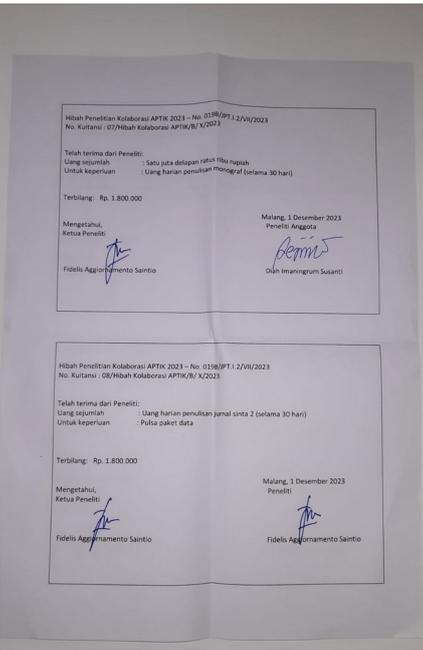 Hibah Penelitian Kolaborasi APTIK 2023 – No. 0198/JPT.I.2/VII/2023
No. Kuitansi : 07/Hibah Kolaborasi APTIK/B/ X/2023
Telah terima dari Peneliti:
Uang sejumlah : Satu juta delapan ratus ribu rupiah
Untuk keperluan : Uang harian penulisan monograf (selama 30 hari)
Terbilang: Rp. 1.800.000
Malang, 1 Desember 2023
Mengetahui, Peneliti Anggota
Ketua Peneliti
Fidelis Aggiornamento Saintio Diah Imaningrum Susanti
Hibah Penelitian Kolaborasi APTIK 2023 – No. 0198/JPT.I.2/VII/2023
No. Kuitansi : 08/Hibah Kolaborasi APTIK/B/ X/2023
Telah terima dari Peneliti:
Uang sejumlah : Uang harian penulisan jurnal sinta 2 (selama 30 hari)
Untuk keperluan : Pulsa paket data
Terbilang: Rp. 1.800.000
Malang, 1 Desember 2023
Mengetahui, Peneliti
Ketua Peneliti
Fidelis Aggiornamento Saintio Fidelis Aggiornamento Saintio